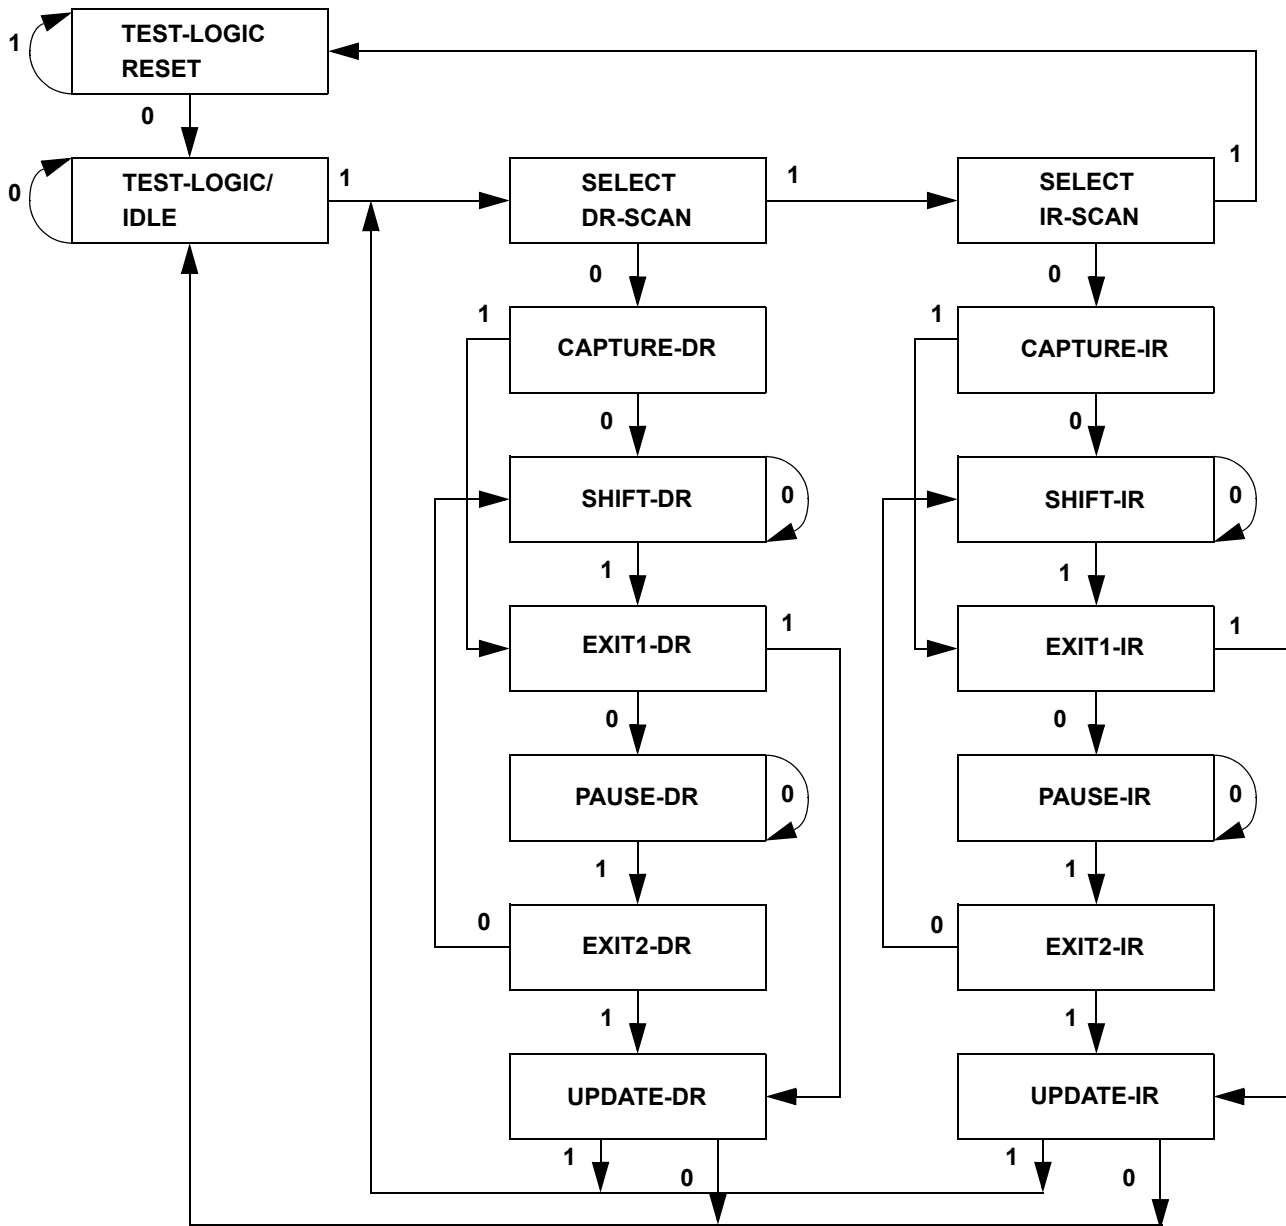 TEST-LOGIC
RESET
1
0
TEST-LOGIC/
IDLE
0
1
SELECT
DR-SCAN
1
SELECT
IR-SCAN
1
0
0
1
CAPTURE-DR
1
CAPTURE-IR
0
0
SHIFT-DR
0
SHIFT-IR
0
1
1
EXIT1-DR
1
EXIT1-IR
1
0
0
PAUSE-DR
0
PAUSE-IR
0
1
1
0
EXIT2-DR
0
EXIT2-IR
1
1
UPDATE-DR
UPDATE-IR
1
0
1
0